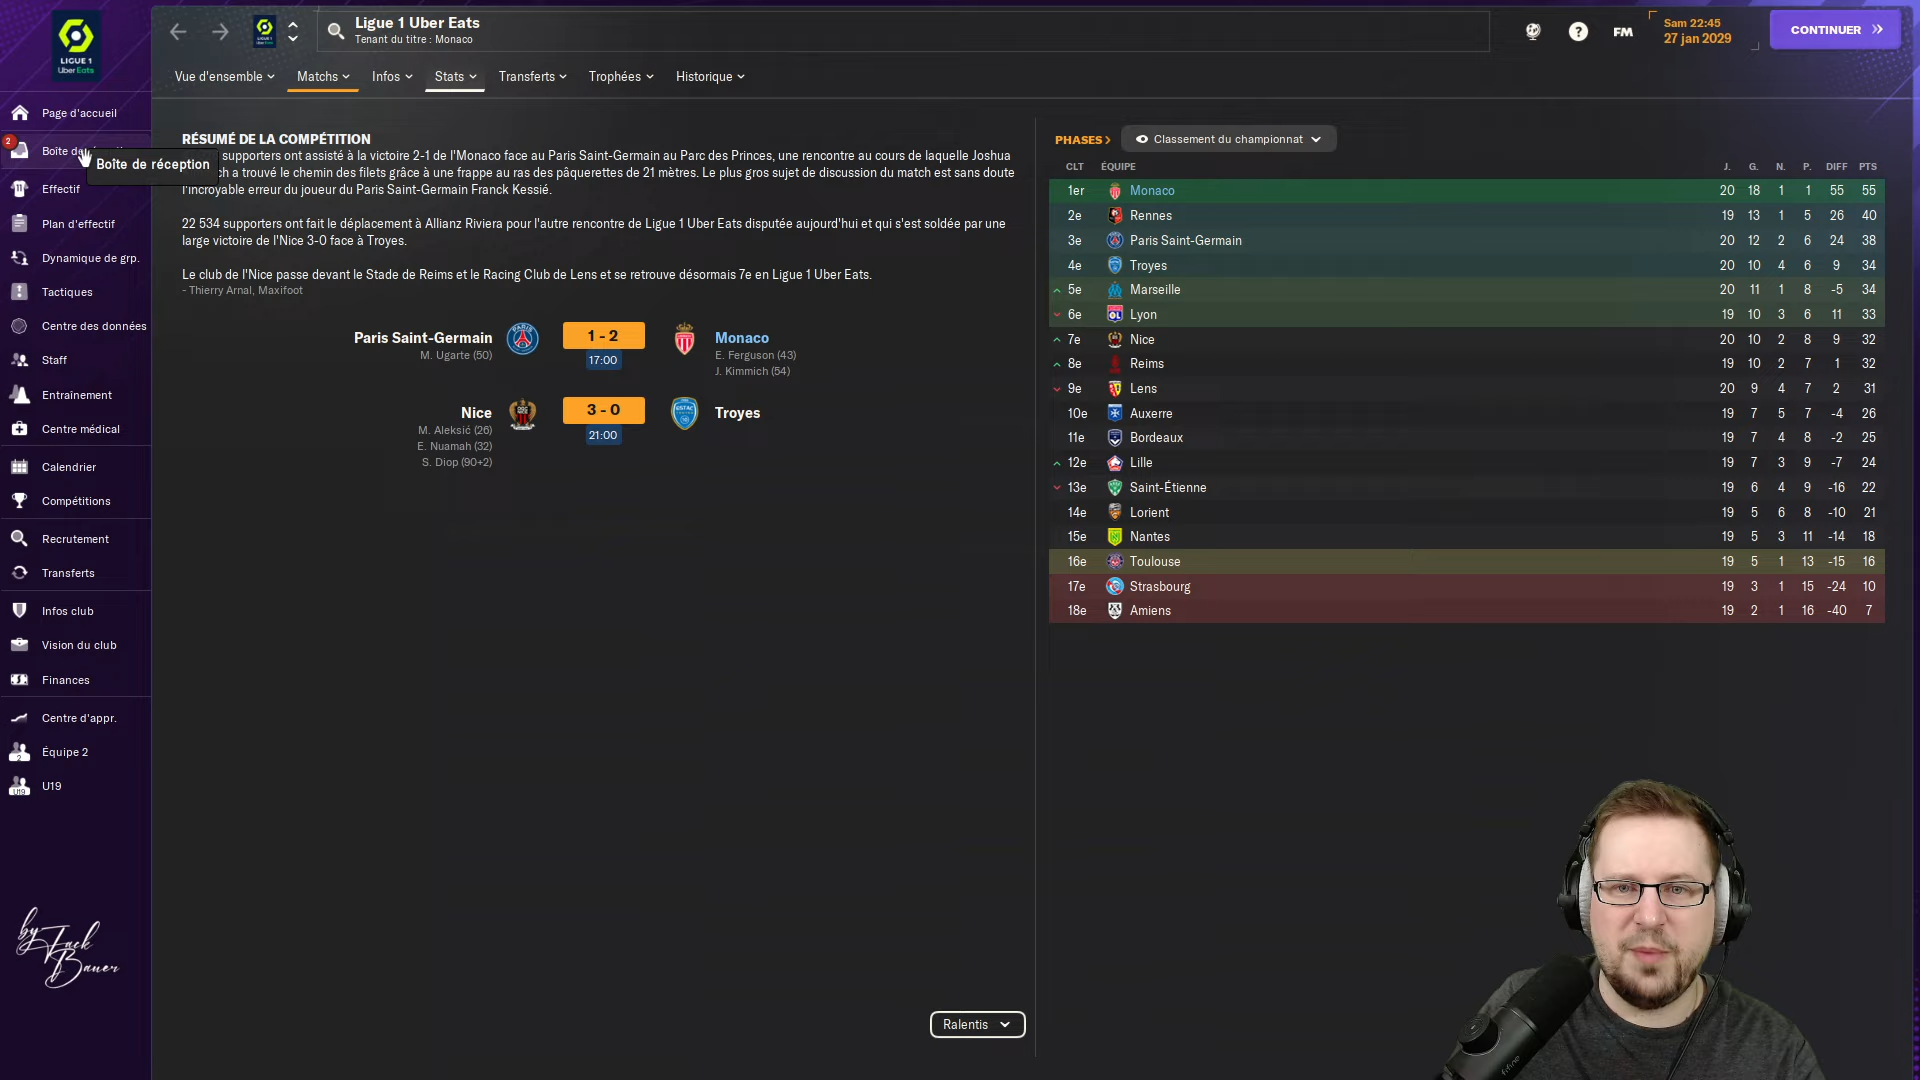 LIGUE 1
Uber Eats
Ligue 1 Uber Eats
Tenant du titre : Monaco
FM
Sam 22:45
27 jan 2029
CONTINUER
Vue d'ensemble
Matchs
Infos
Stats
Transferts
Trophées
Historique
Page d'accueil
2
Boîte de
Boîte de réception
Effectif
Plan d'effectif
Dynamique de grp.
Tactiques
Centre des données
Staff
Entraînement
Centre médical
Calendrier
Compétitions
Recrutement
Transferts
Infos club
Vision du club
Finances
Centre d'appr.
Équipe 2
U19
by Jack
Bauer
RÉSUMÉ DE LA COMPÉTITION
supporters ont assisté à la victoire 2-1 de l'Monaco face au Paris Saint-Germain au Parc des Princes, une rencontre au cours de laquelle Joshua
ch a trouvé le chemin des filets grâce à une frappe au ras des pâquerettes de 21 mètres. Le plus gros sujet de discussion du match est sans doute
l'incroyable erreur du joueur du Paris Saint-Germain Franck Kessié.
22 534 supporters ont fait le déplacement à Allianz Riviera pour l'autre rencontre de Ligue 1 Uber Eats disputée aujourd'hui et qui s'est soldée par une
large victoire de l'Nice 3-0 face à Troyes.
Le club de l'Nice passe devant le Stade de Reims et le Racing Club de Lens et se retrouve désormais 7e en Ligue 1 Uber Eats.
- Thierry Arnal, Maxifoot
Paris Saint-Germain 1 - 2 Monaco
M. Ugarte (50) 17:00 E. Ferguson (43)
J. Kimmich (54)
Nice 3 - 0 Troyes
M. Aleksić (26) 21:00
E. Nuamah (32)
S. Diop (90+2)
Ralentis
PHASES Classement du championnat
CLT ÉQUIPE J. G. N. P. DIFF PTS
1er Monaco 20 18 1 1 55 55
2e Rennes 19 13 1 5 26 40
3e Paris Saint-Germain 20 12 2 6 24 38
4e Troyes 20 10 4 6 9 34
5e Marseille 20 11 1 8 -5 34
6e Lyon 19 10 3 6 11 33
7e Nice 20 10 2 8 9 32
8e Reims 19 10 2 7 1 32
9e Lens 20 9 4 7 2 31
10e Auxerre 19 7 5 7 -4 26
11e Bordeaux 19 7 4 8 -2 25
12e Lille 19 7 3 9 -7 24
13e Saint-Étienne 19 6 4 9 -16 22
14e Lorient 19 5 6 8 -10 21
15e Nantes 19 5 3 11 -14 18
16e Toulouse 19 5 1 13 -15 16
17e Strasbourg 19 3 1 15 -24 10
18e Amiens 19 2 1 16 -40 7